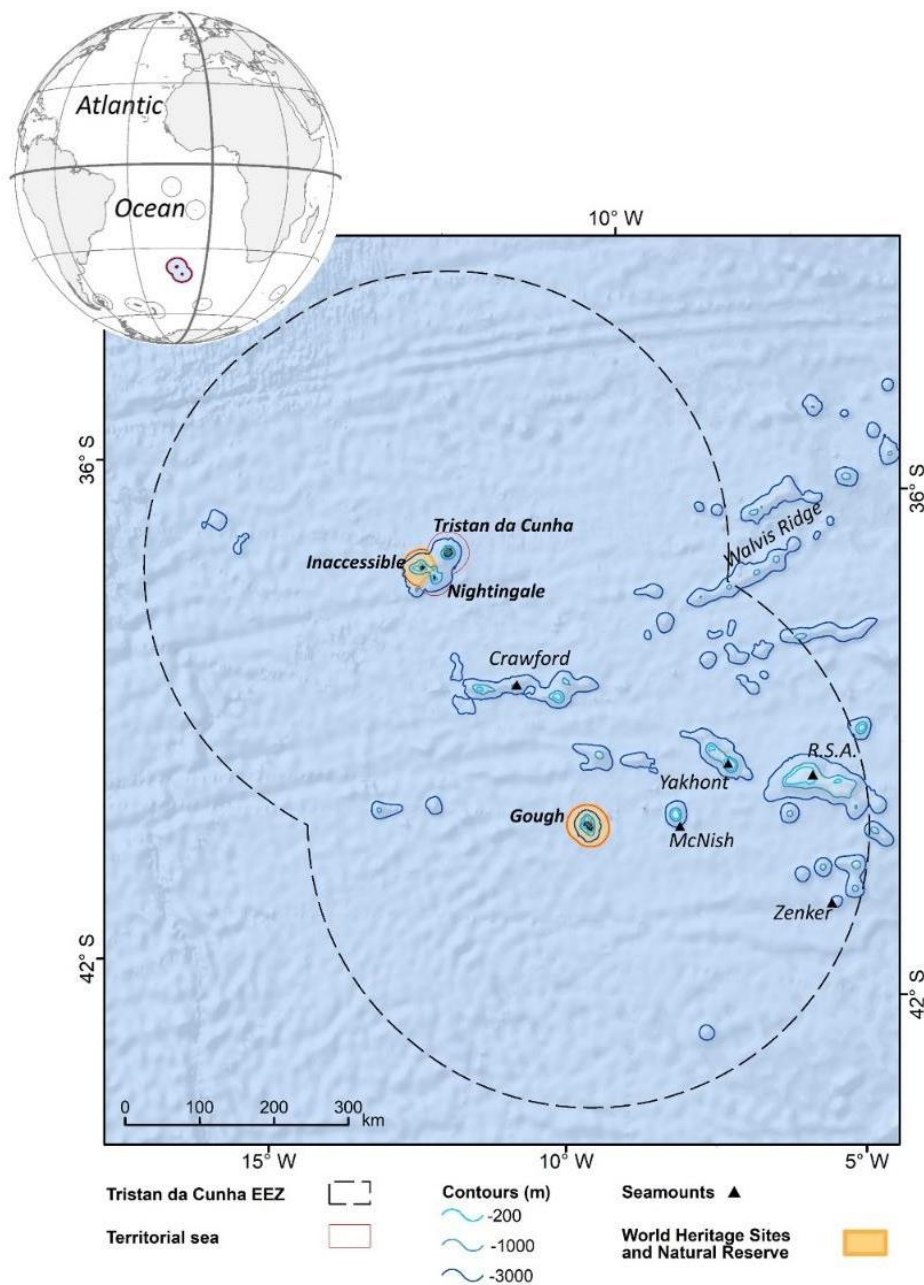 Atlantic
Ocean
10° W
36° S
36° S
Tristan da Cunha
Inaccessible
Nightingale
Walvis Ridge
Crawford
R.S.A.
Yakhont
Gough
McNish
Zenker
42° S
42° S
0 100 200 300
km
15° W 10° W 5° W
Tristan da Cunha EEZ
Territorial sea
Contours (m)
-200
-1000
-3000
Seamounts
World Heritage Sites
and Natural Reserve